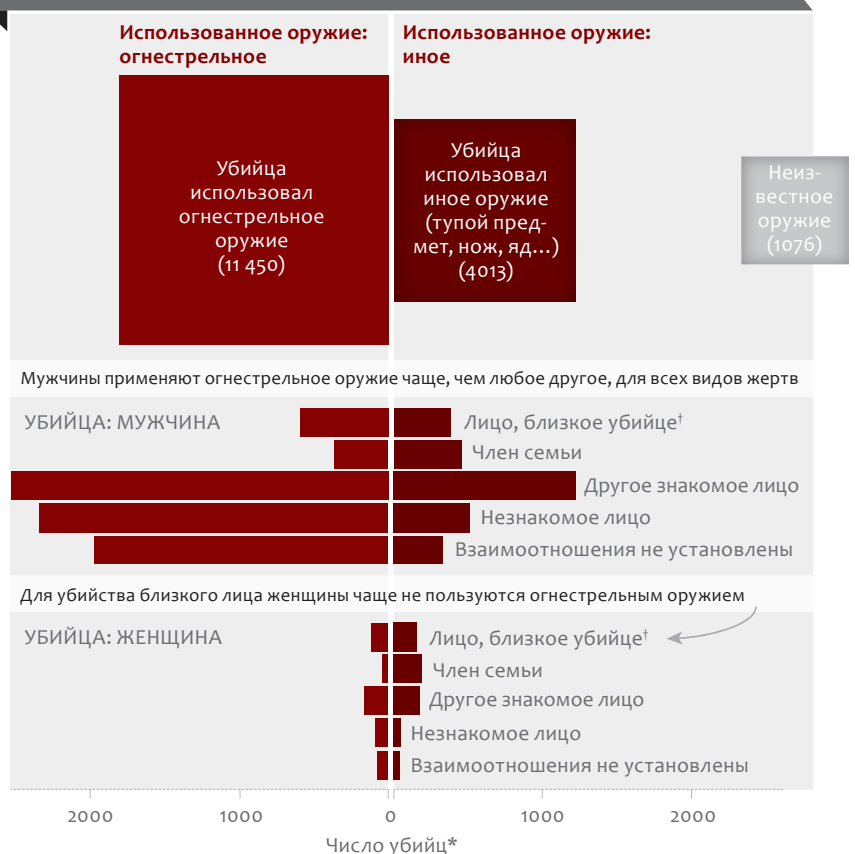 Использованное оружие:
огнестрельное
Использованное оружие:
иное
Убийца
использовал
огнестрельное
оружие
(11 450)
Убийца
использовал
иное оружие
(тупой пред-
мет, нож, яд...)
(4013)
Неиз-
вестное
оружие
(1076)
Мужчины применяют огнестрельное оружие чаще, чем любое другое, для всех видов жертв
УБИЙЦА: МУЖЧИНА
Лицо, близкое убийце†
Член семьи
Другое знакомое лицо
Незнакомое лицо
Взаимоотношения не установлены
Для убийства близкого лица женщины чаще не пользуются огнестрельным оружием
УБИЙЦА: ЖЕНЩИНА
Лицо, близкое убийце†
Член семьи
Другое знакомое лицо
Незнакомое лицо
Взаимоотношения не установлены
2000 1000 0 1000 2000
Число убийц*